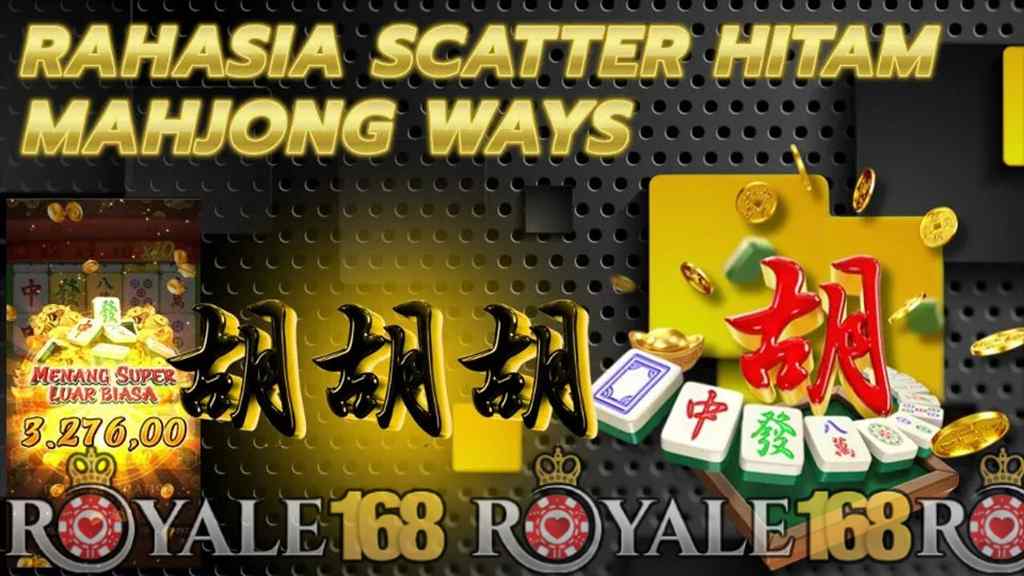 RAHASIA SCATTER HITAM
MAHJONG WAYS
MENANG SUPER
LUAR BIASA
3.276,00
胡胡胡
胡
中
發
八
萬
ROYALE168 ROYALE168 RO